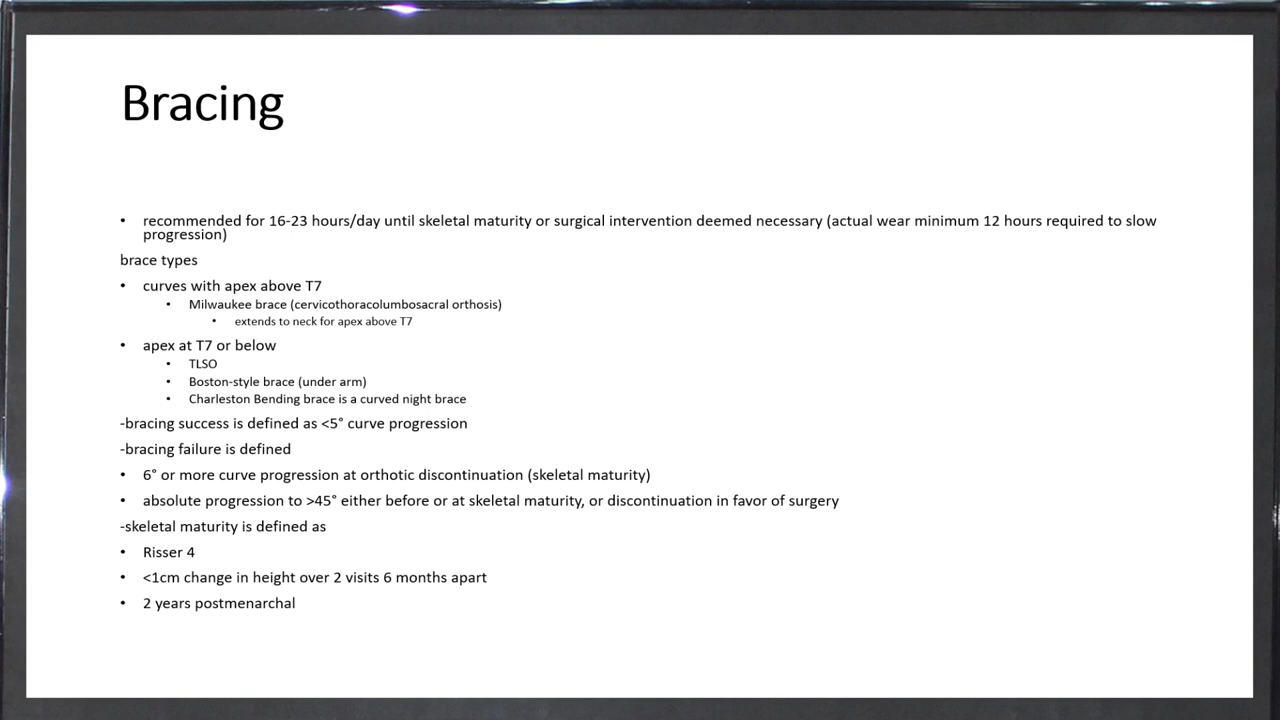 Bracing
• recommended for 16-23 hours/day until skeletal maturity or surgical intervention deemed necessary (actual wear minimum 12 hours required to slow
progression)
brace types
• curves with apex above T7
• Milwaukee brace (cervicothoracolumbosacral orthosis)
• extends to neck for apex above T7
• apex at T7 or below
• TLSO
• Boston-style brace (under arm)
• Charleston Bending brace is a curved night brace
-bracing success is defined as <5° curve progression
-bracing failure is defined
• 6° or more curve progression at orthotic discontinuation (skeletal maturity)
• absolute progression to >45° either before or at skeletal maturity, or discontinuation in favor of surgery
-skeletal maturity is defined as
• Risser 4
• <1cm change in height over 2 visits 6 months apart
• 2 years postmenarchal